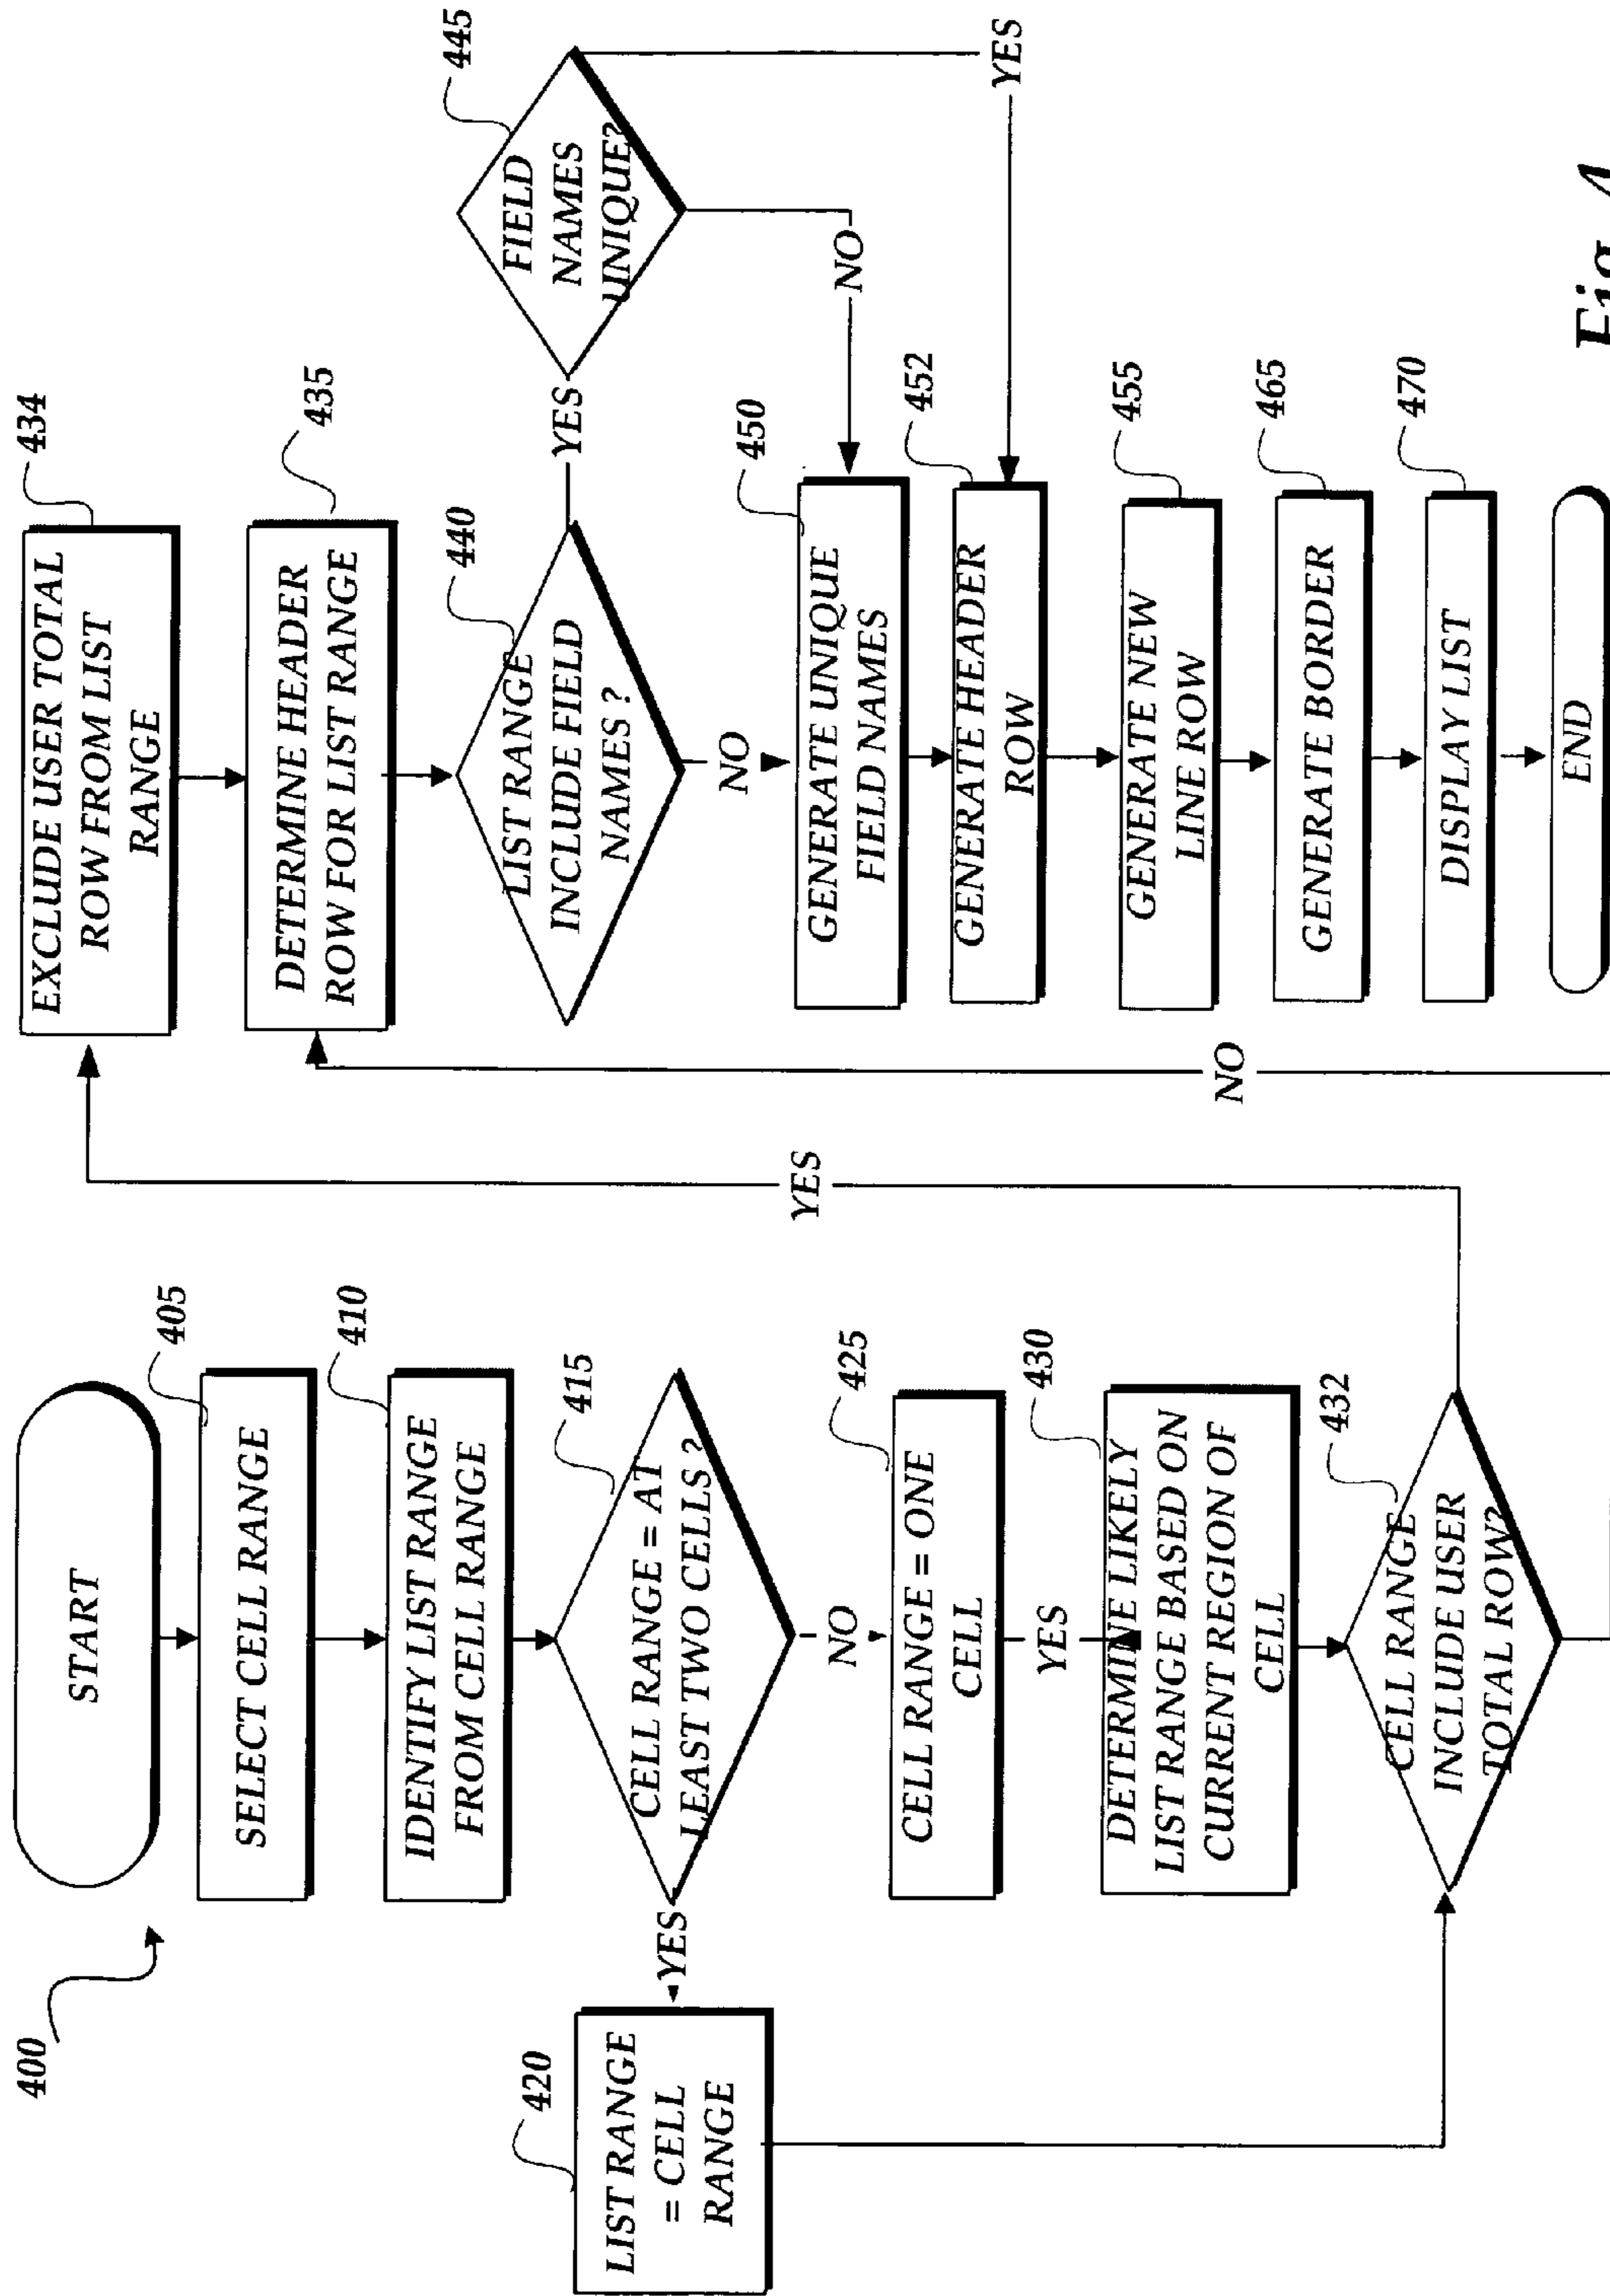 400
START
405
SELECT CELL RANGE
410
IDENTIFY LIST RANGE
FROM CELL RANGE
415
CELL RANGE = AT
LEAST TWO CELLS ?
YES
420
LIST RANGE
= CELL
RANGE
NO
425
CELL RANGE = ONE
CELL
YES
430
DETERMINE LIKELY
LIST RANGE BASED ON
CURRENT REGION OF
CELL
432
CELL RANGE
INCLUDE USER
TOTAL ROW?
YES
NO
434
EXCLUDE USER TOTAL
ROW FROM LIST
RANGE
435
DETERMINE HEADER
ROW FOR LIST RANGE
440
LIST RANGE
INCLUDE FIELD
NAMES ?
YES
445
FIELD
NAMES
UNIQUE?
NO
YES
NO
450
GENERATE UNIQUE
FIELD NAMES
452
GENERATE HEADER
ROW
455
GENERATE NEW
LINE ROW
465
GENERATE BORDER
470
DISPLAY LIST
END
Fig. 4